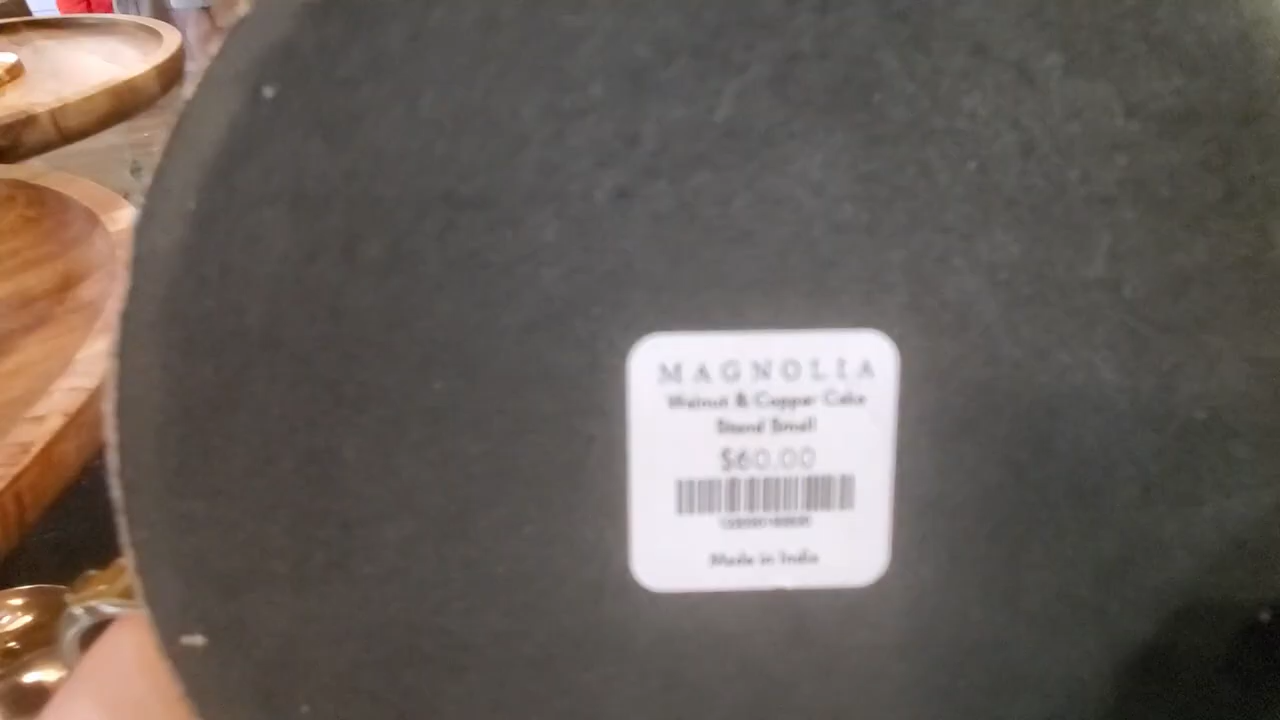 MAGNOLIA
Walnut & Copper Cake
Stand Small
$60.00
Made in India